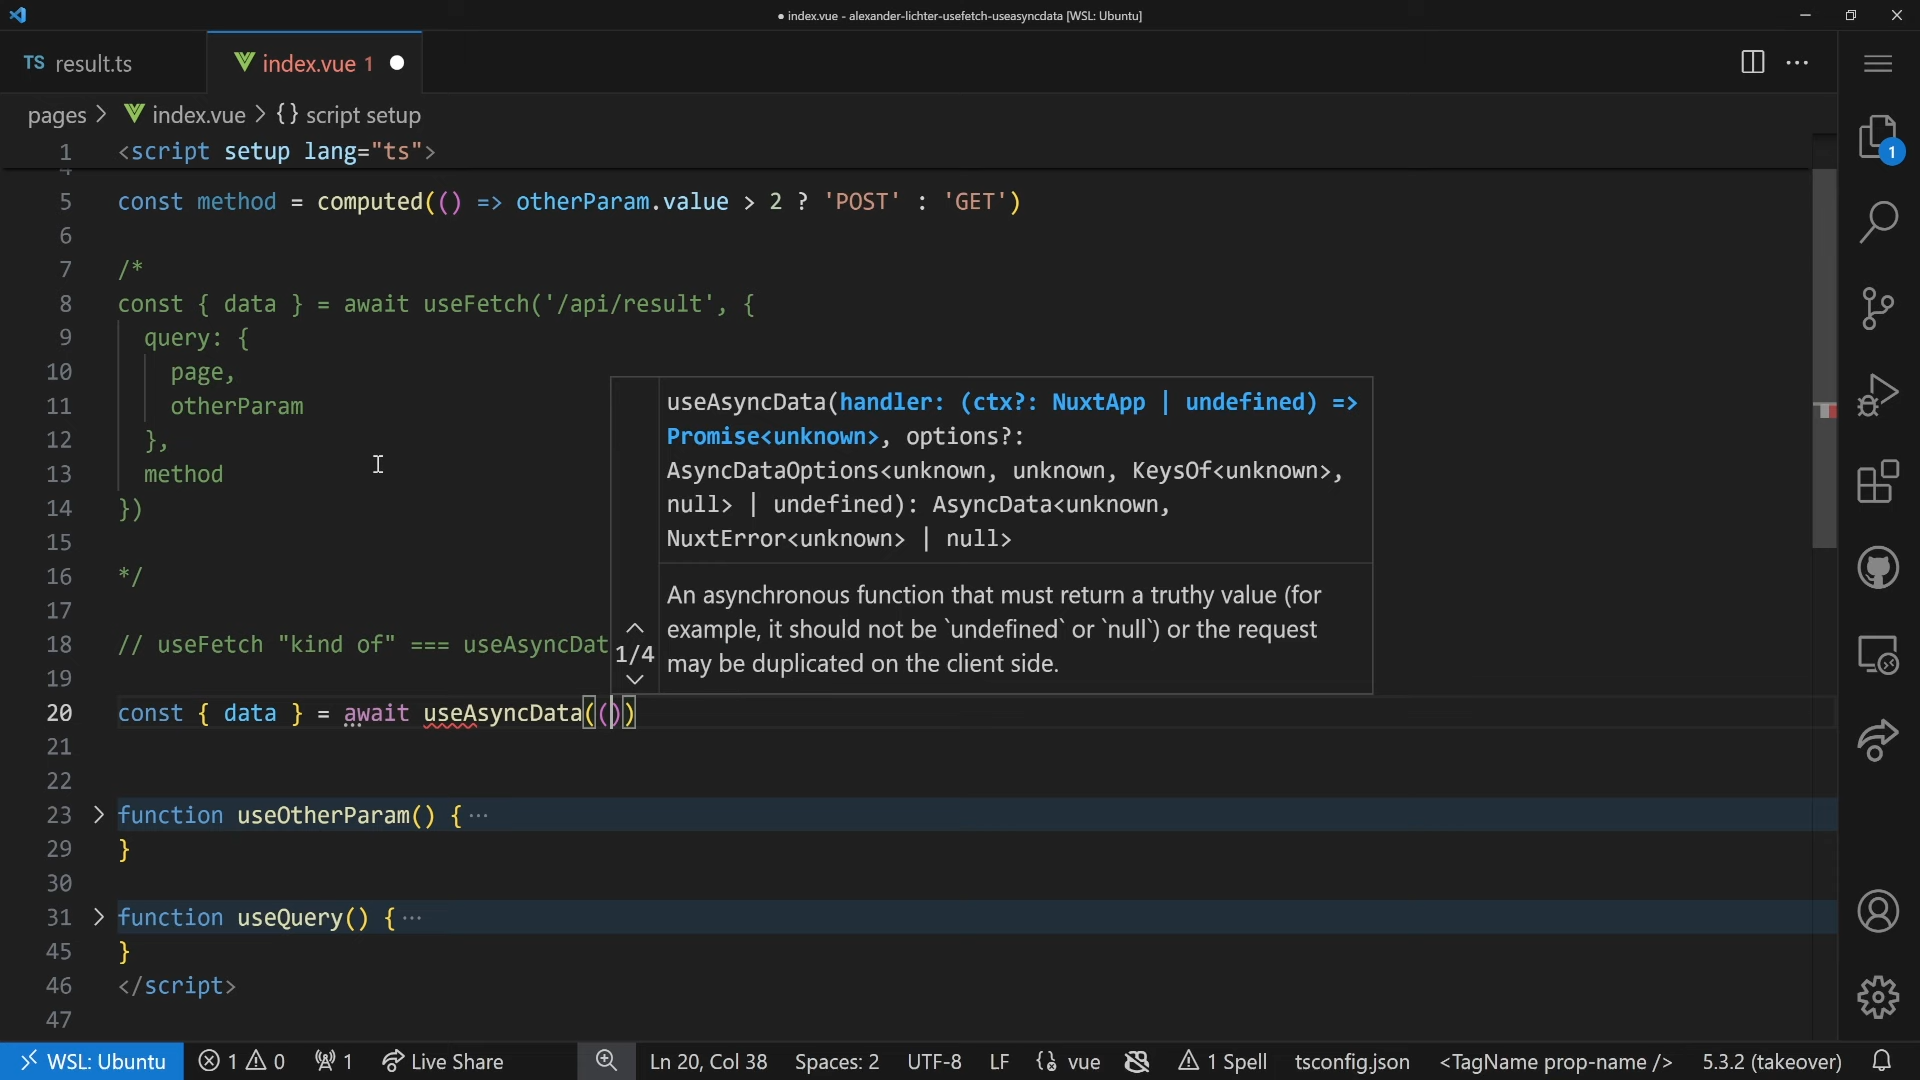 ● index.vue - alexander-lichter-usefetch-useasyncdata [WSL: Ubuntu]
TS result.ts
index.vue 1
pages > index.vue > {} script setup
1 <script setup lang="ts">
4
5 const method = computed(() => otherParam.value > 2 ? 'POST' : 'GET')
6
7 /*
8 const { data } = await useFetch('/api/result', {
9 query: {
10 page,
11 otherParam
12 },
13 method
14 })
15
16 */
17
18 // useFetch "kind of" === useAsyncDat
19
20 const { data } = await useAsyncData(())
21
22
23 function useOtherParam() {...
29 }
30
31 function useQuery() {...
45 }
46 </script>
47
useAsyncData(handler: (ctx?: NuxtApp | undefined) =>
Promise<unknown>, options?:
AsyncDataOptions<unknown, unknown, KeysOf<unknown>,
null> | undefined): AsyncData<unknown,
NuxtError<unknown> | null>
An asynchronous function that must return a truthy value (for
example, it should not be `undefined` or `null`) or the request
may be duplicated on the client side.
1/4
1
WSL: Ubuntu 1 0 1 Live Share Ln 20, Col 38 Spaces: 2 UTF-8 LF {} vue 1 Spell tsconfig.json <TagName prop-name /> 5.3.2 (takeover)